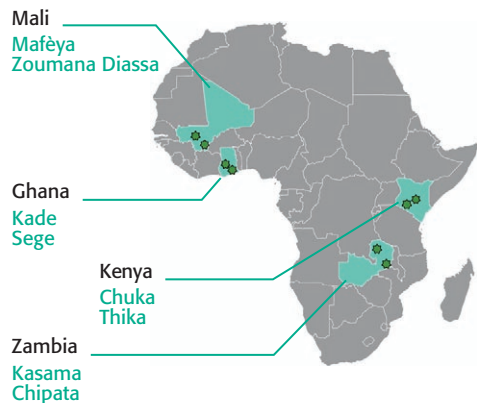 Mali
Mafèya
Zoumana Diassa
Ghana
Kade
Sege
Kenya
Chuka
Thika
Zambia
Kasama
Chipata